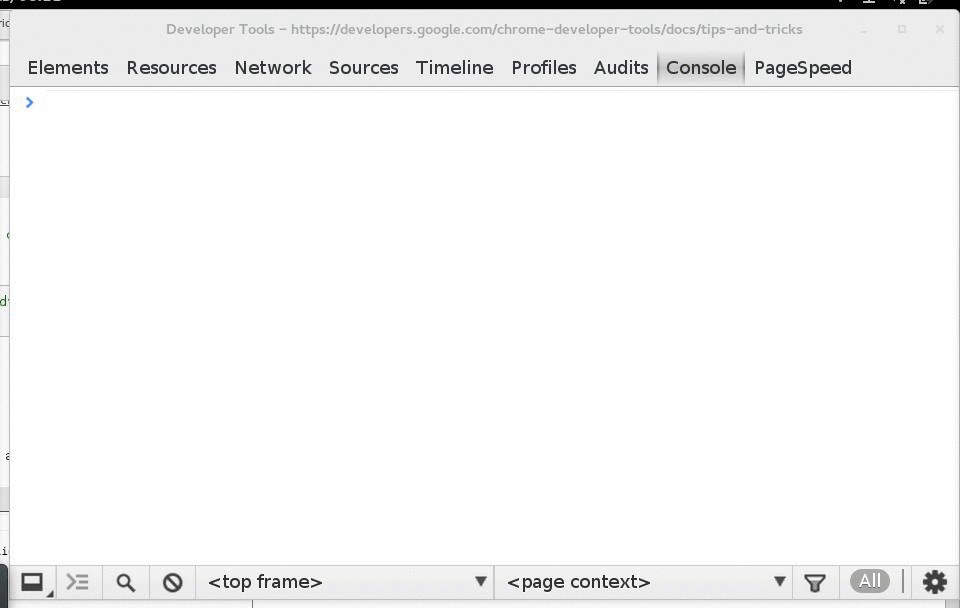 Developer Tools - https://developers.google.com/chrome-developer-tools/docs/tips-and-tricks
Elements Resources Network Sources Timeline Profiles Audits Console PageSpeed
<top frame> <page context> All